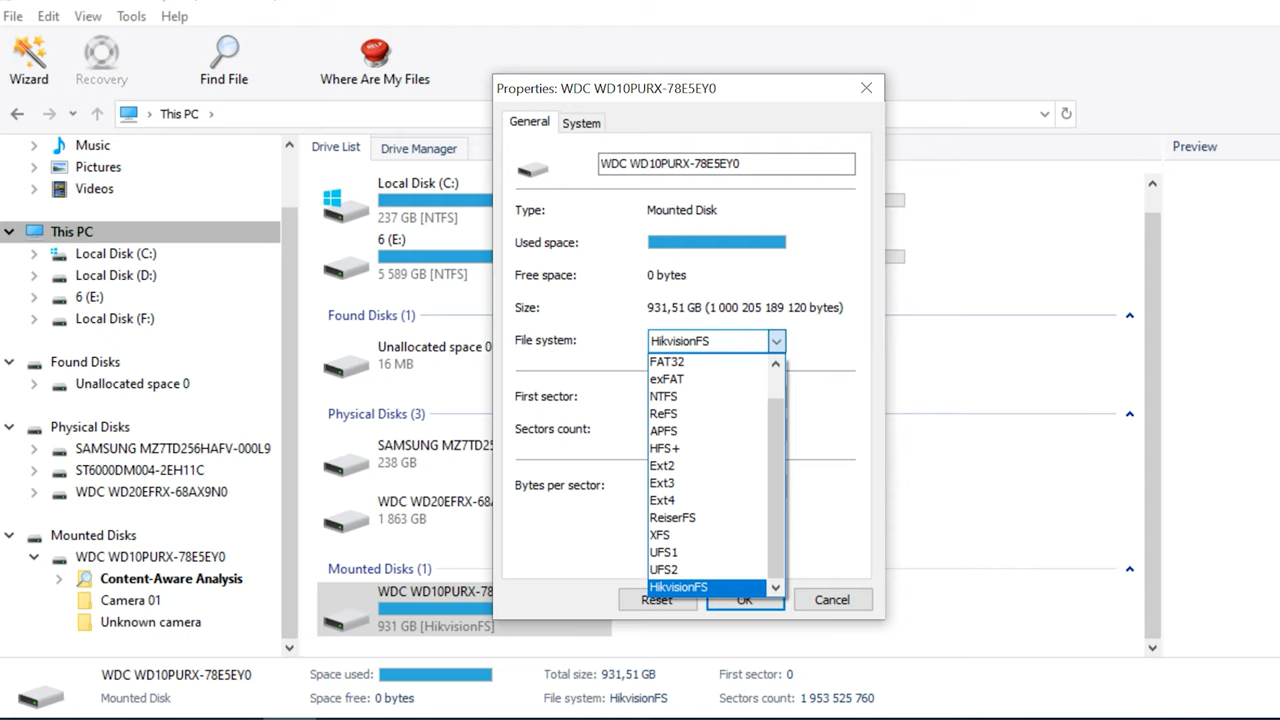 File Edit View Tools Help
Wizard Recovery Find File Where Are My Files
This PC
Music
Pictures
Videos
This PC
Local Disk (C:)
Local Disk (D:)
6 (E:)
Local Disk (F:)
Found Disks
Unallocated space 0
Physical Disks
SAMSUNG MZ7TD256HAFV-000L9
ST6000DM004-2EH11C
WDC WD20EFRX-68AX9N0
Mounted Disks
WDC WD10PURX-78E5EY0
Content-Aware Analysis
Camera 01
Unknown camera
Drive List Drive Manager
Local Disk (C:)
237 GB [NTFS]
6 (E:)
5 589 GB [NTFS]
Found Disks (1)
Unallocated space 0
16 MB
Physical Disks (3)
SAMSUNG MZ7TD2
238 GB
WDC WD20EFRX-68
1 863 GB
Mounted Disks (1)
WDC WD10PURX-78
931 GB [HikvisionFS]
Properties: WDC WD10PURX-78E5EY0
General System
WDC WD10PURX-78E5EY0
Type: Mounted Disk
Used space:
Free space: 0 bytes
Size: 931,51 GB (1 000 205 189 120 bytes)
File system: HikvisionFS
First sector:
Sectors count:
Bytes per sector:
FAT32
exFAT
NTFS
ReFS
APFS
HFS+
Ext2
Ext3
Ext4
ReiserFS
XFS
UFS1
UFS2
HikvisionFS
Reset OK Cancel
Preview
WDC WD10PURX-78E5EY0
Mounted Disk
Space used:
Space free: 0 bytes
Total size: 931,51 GB
File system: HikvisionFS
First sector: 0
Sectors count: 1 953 525 760